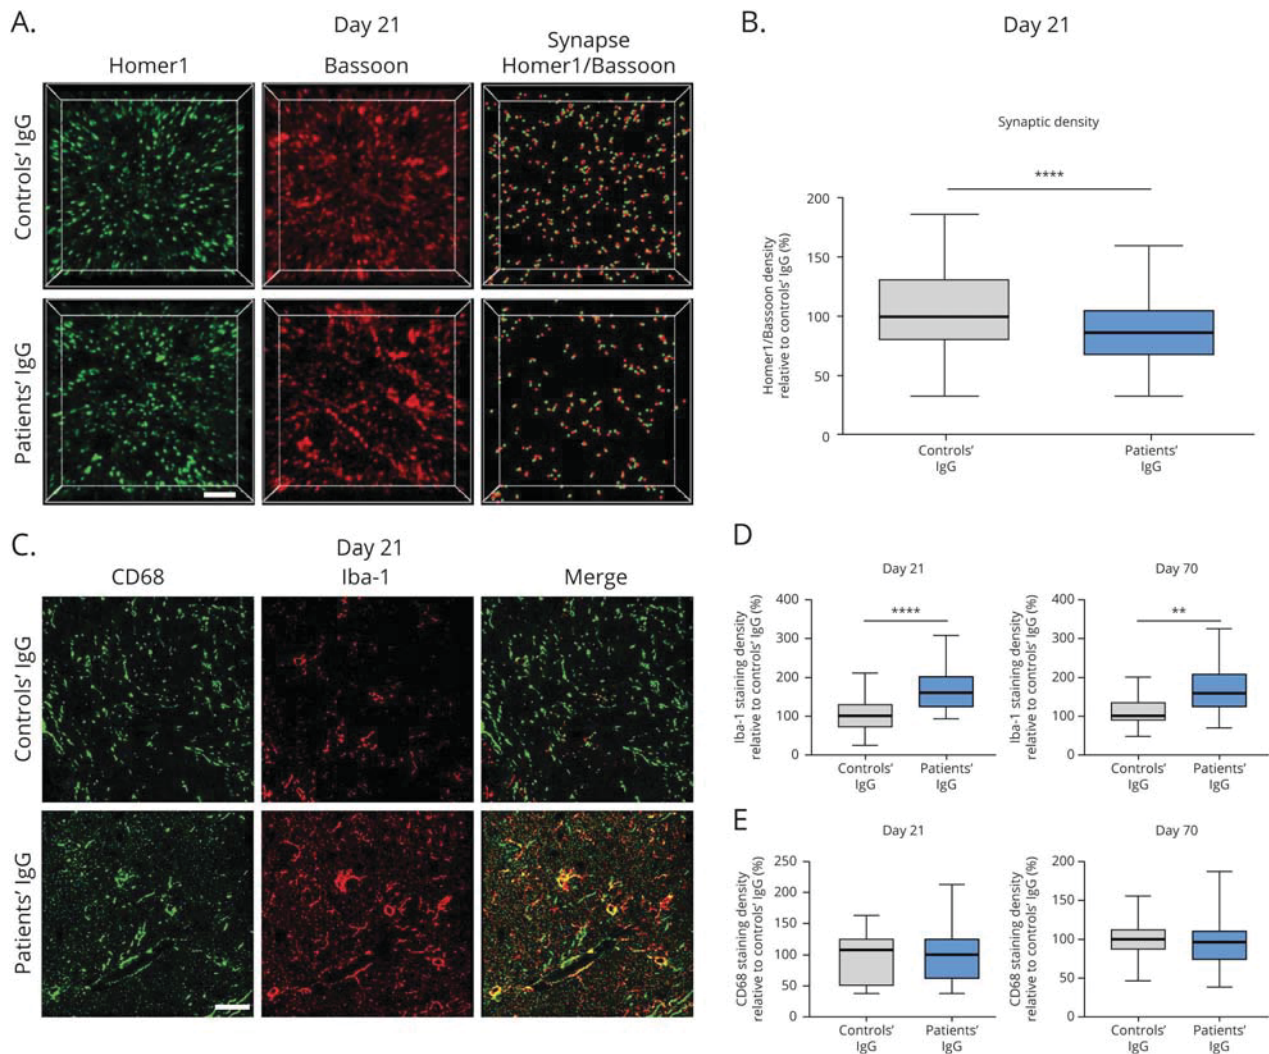 A.
Day 21
Homer1
Bassoon
Synapse
Homer1/Bassoon
Controls' IgG
Patients' IgG
B.
Day 21
Synaptic density
****
Homer1/Bassoon density
relative to controls' IgG (%)
200
150
100
50
0
Controls'
IgG
Patients'
IgG
C.
Day 21
CD68
Iba-1
Merge
Controls' IgG
Patients' IgG
D
Day 21
****
Iba-1 staining density
relative to controls' IgG (%)
400
300
200
100
0
Controls'
IgG
Patients'
IgG
Day 70
**
Iba-1 staining density
relative to controls' IgG (%)
400
300
200
100
0
Controls'
IgG
Patients'
IgG
E
Day 21
CD68 staining density
relative to controls' IgG (%)
250
200
150
100
50
0
Controls'
IgG
Patients'
IgG
Day 70
CD68 staining density
relative to controls' IgG (%)
200
150
100
50
0
Controls'
IgG
Patients'
IgG